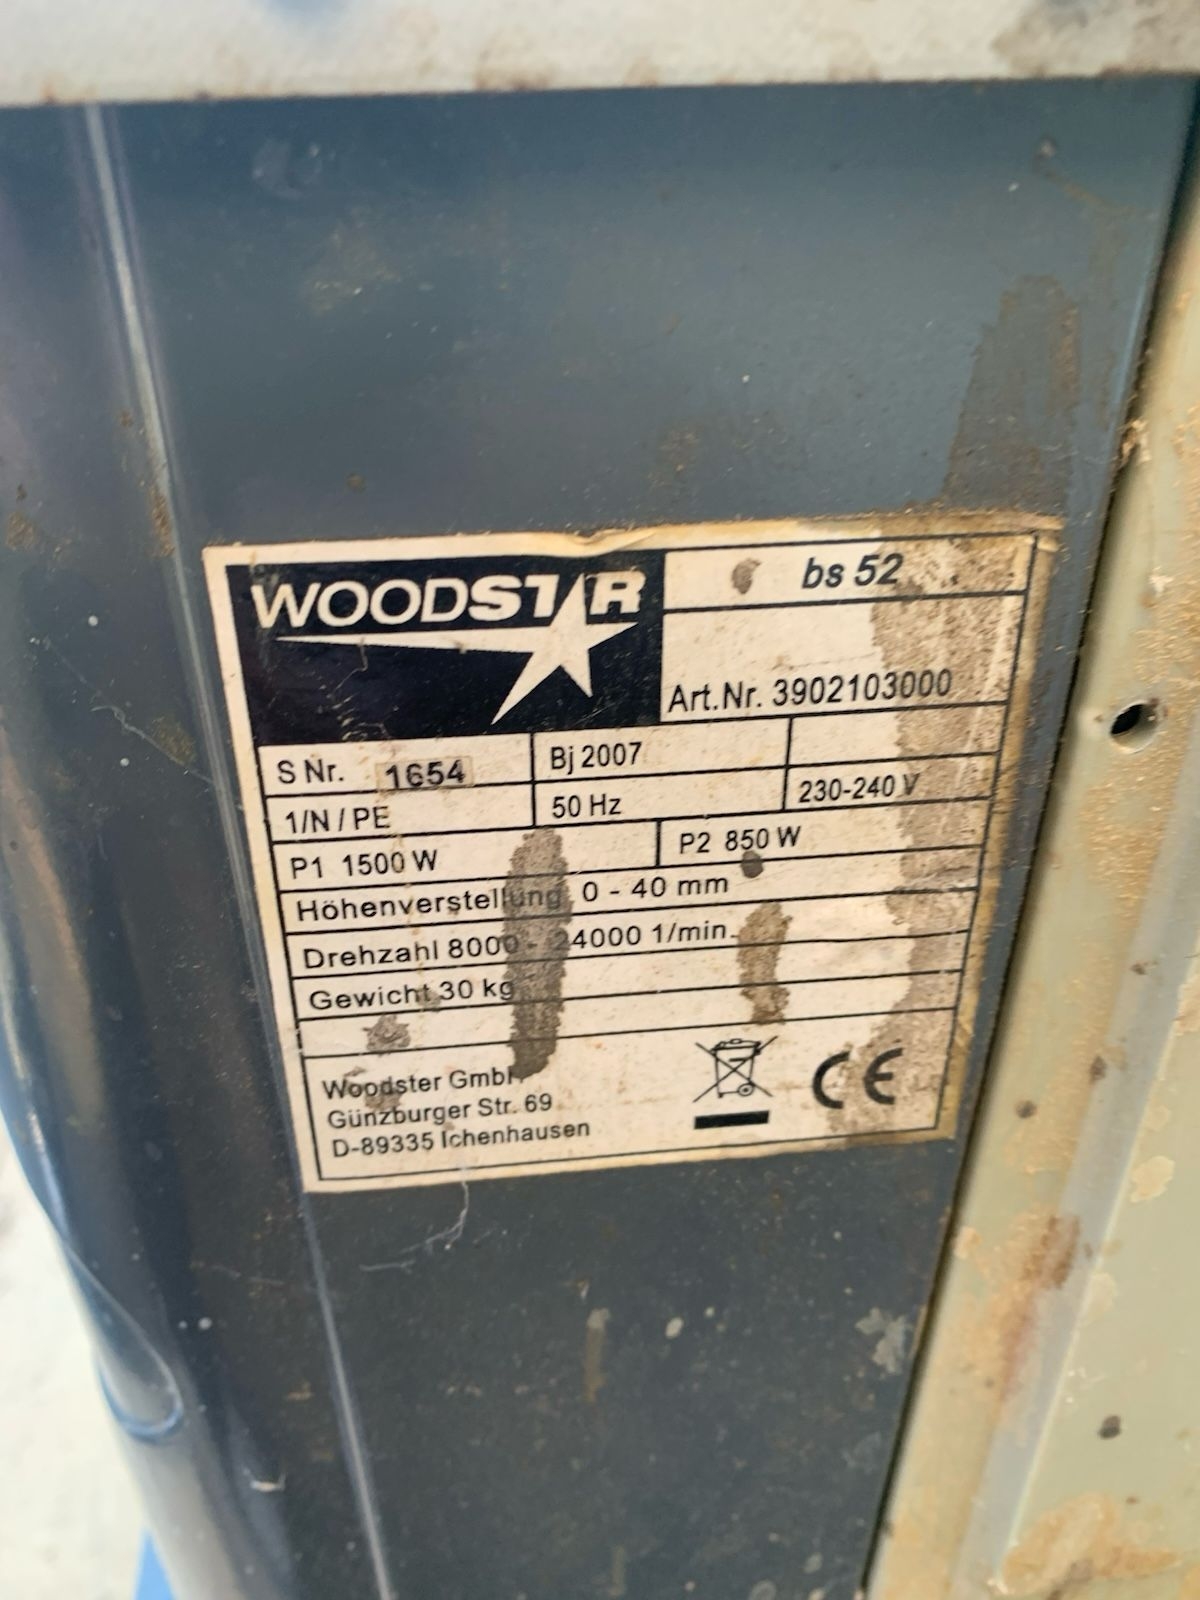 WOODSTAR
bs 52
Art.Nr. 3902103000
S Nr. 1654
Bj 2007
1/N / PE
50 Hz
230-240 V
P1 1500 W
P2 850 W
Höhenverstellung 0 - 40 mm
Drehzahl 8000 - 24000 1/min.
Gewicht 30 kg
Woodster GmbH
Günzburger Str. 69
D-89335 Ichenhausen
CE